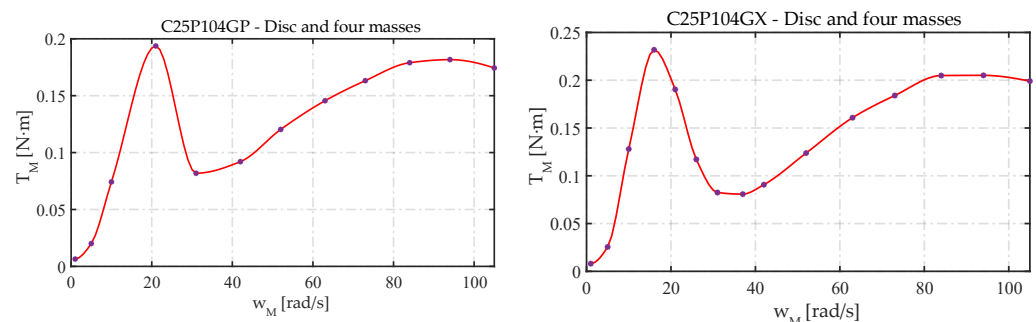 C25P104GP - Disc and four masses
0.2
0.15
0.1
0.05
0
T_M [N·m]
0 20 40 60 80 100
w_M [rad/s]
C25P104GX - Disc and four masses
0.25
0.2
0.15
0.1
0.05
0
T_M [N·m]
0 20 40 60 80 100
w_M [rad/s]